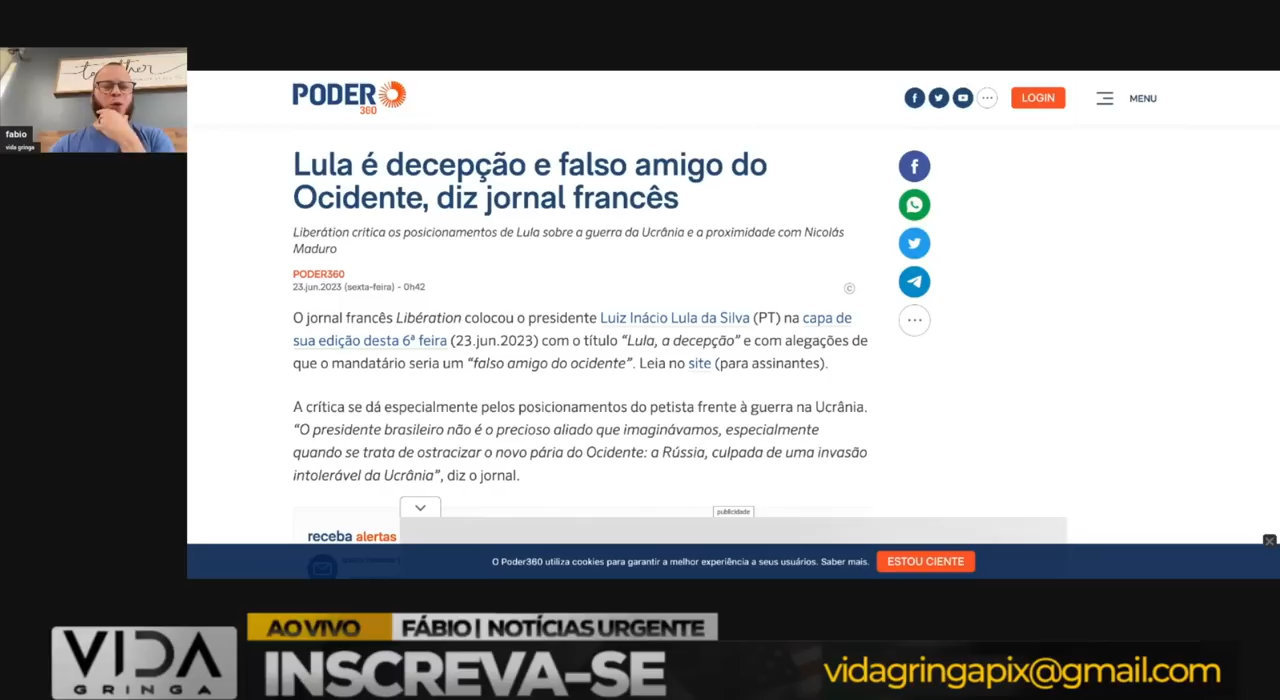 together
fabio
vida gringa
PODER
360
LOGIN
MENU
Lula é decepção e falso amigo do
Ocidente, diz jornal francês
Liberátion critica os posicionamentos de Lula sobre a guerra da Ucrânia e a proximidade com Nicolás
Maduro
PODER360
23.jun.2023 (sexta-feira) - 0h42
©
O jornal francês Libération colocou o presidente Luiz Inácio Lula da Silva (PT) na capa de
sua edição desta 6ª feira (23.jun.2023) com o título “Lula, a decepção” e com alegações de
que o mandatário seria um “falso amigo do ocidente”. Leia no site (para assinantes).
A crítica se dá especialmente pelos posicionamentos do petista frente à guerra na Ucrânia.
“O presidente brasileiro não é o precioso aliado que imaginávamos, especialmente
quando se trata de ostracizar o novo pária do Ocidente: a Rússia, culpada de uma invasão
intolerável da Ucrânia”, diz o jornal.
publicidade
receba alertas
O Poder360 utiliza cookies para garantir a melhor experiência a seus usuários. Saber mais.
ESTOU CIENTE
AO VIVO
FÁBIO | NOTÍCIAS URGENTE
VIDA
GRINGA
INSCREVA-SE
vidagringapix@gmail.com